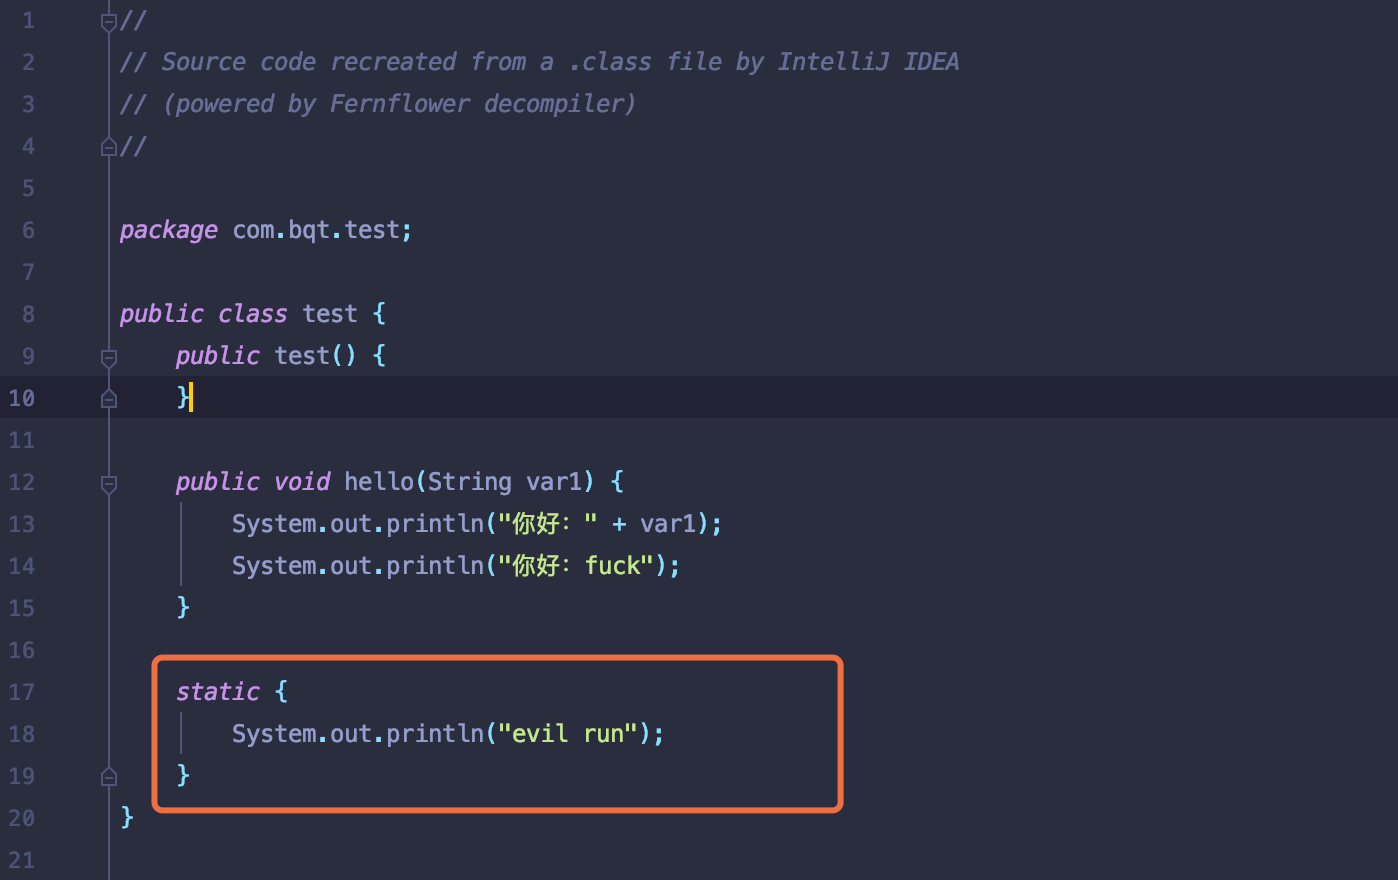 1 //
2 // Source code recreated from a .class file by IntelliJ IDEA
3 // (powered by Fernflower decompiler)
4 //
5
6 package com.bqt.test;
7
8 public class test {
9     public test() {
10     }
11
12     public void hello(String var1) {
13         System.out.println("你好：" + var1);
14         System.out.println("你好：fuck");
15     }
16
17     static {
18         System.out.println("evil run");
19     }
20 }
21